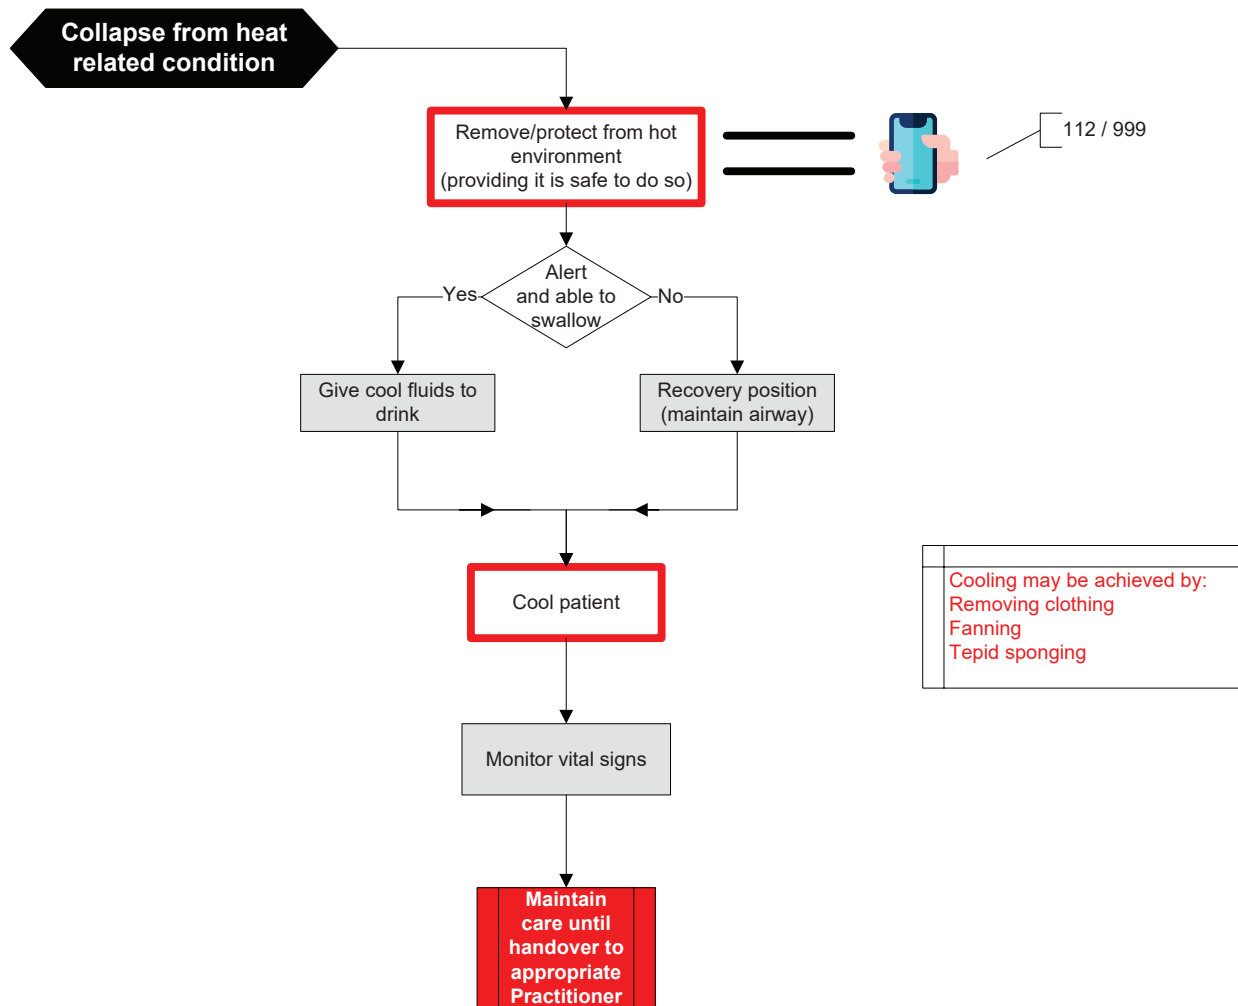 Collapse from heat
related condition
Remove/protect from hot
environment
(providing it is safe to do so)
112 / 999
Alert
and able to
swallow
Yes
No
Give cool fluids to
drink
Recovery position
(maintain airway)
Cool patient
Cooling may be achieved by:
Removing clothing
Fanning
Tepid sponging
Monitor vital signs
Maintain
care until
handover to
appropriate
Practitioner